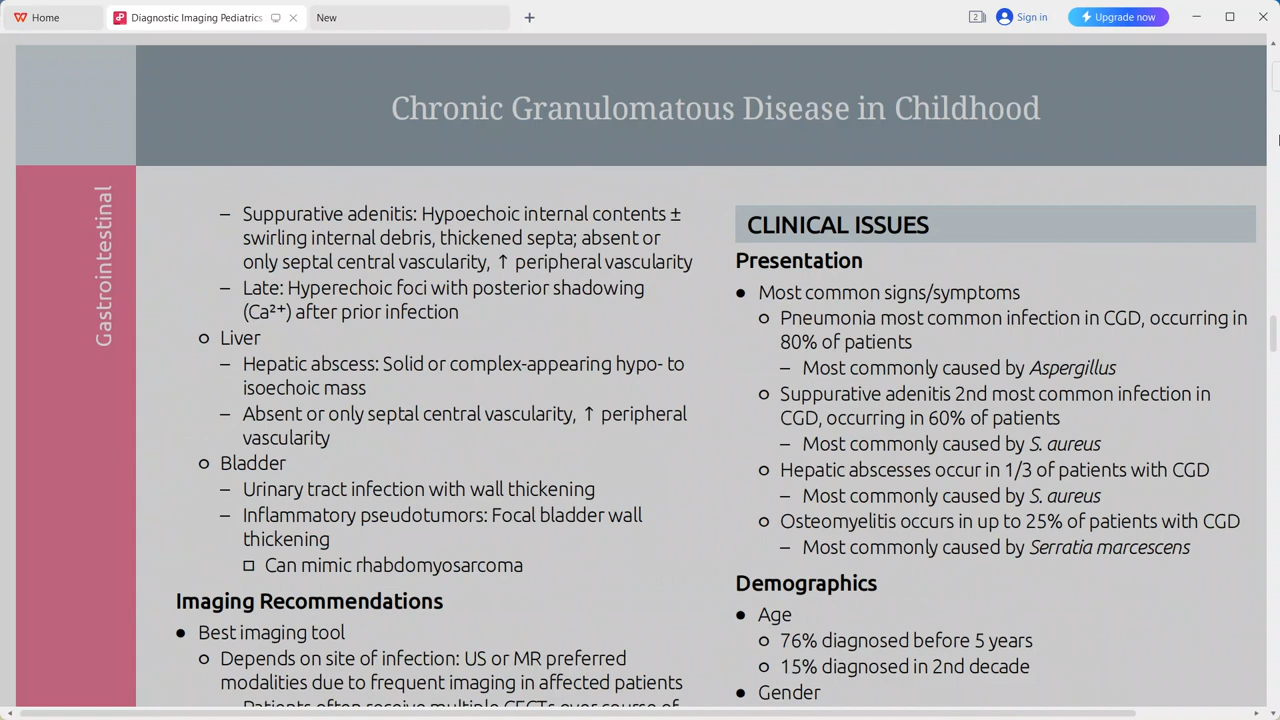 Home
Diagnostic Imaging Pediatrics
New
2
Sign in
Upgrade now
Chronic Granulomatous Disease in Childhood
Gastrointestinal
– Suppurative adenitis: Hypoechoic internal contents ±
swirling internal debris, thickened septa; absent or
only septal central vascularity, ↑ peripheral vascularity
– Late: Hyperechoic foci with posterior shadowing
(Ca²⁺) after prior infection
○ Liver
– Hepatic abscess: Solid or complex-appearing hypo- to
isoechoic mass
– Absent or only septal central vascularity, ↑ peripheral
vascularity
○ Bladder
– Urinary tract infection with wall thickening
– Inflammatory pseudotumors: Focal bladder wall
thickening
□ Can mimic rhabdomyosarcoma
Imaging Recommendations
● Best imaging tool
○ Depends on site of infection: US or MR preferred
modalities due to frequent imaging in affected patients
Patients often receive multiple CECTs over course of
CLINICAL ISSUES
Presentation
● Most common signs/symptoms
○ Pneumonia most common infection in CGD, occurring in
80% of patients
– Most commonly caused by Aspergillus
○ Suppurative adenitis 2nd most common infection in
CGD, occurring in 60% of patients
– Most commonly caused by S. aureus
○ Hepatic abscesses occur in 1/3 of patients with CGD
– Most commonly caused by S. aureus
○ Osteomyelitis occurs in up to 25% of patients with CGD
– Most commonly caused by Serratia marcescens
Demographics
● Age
○ 76% diagnosed before 5 years
○ 15% diagnosed in 2nd decade
● Gender